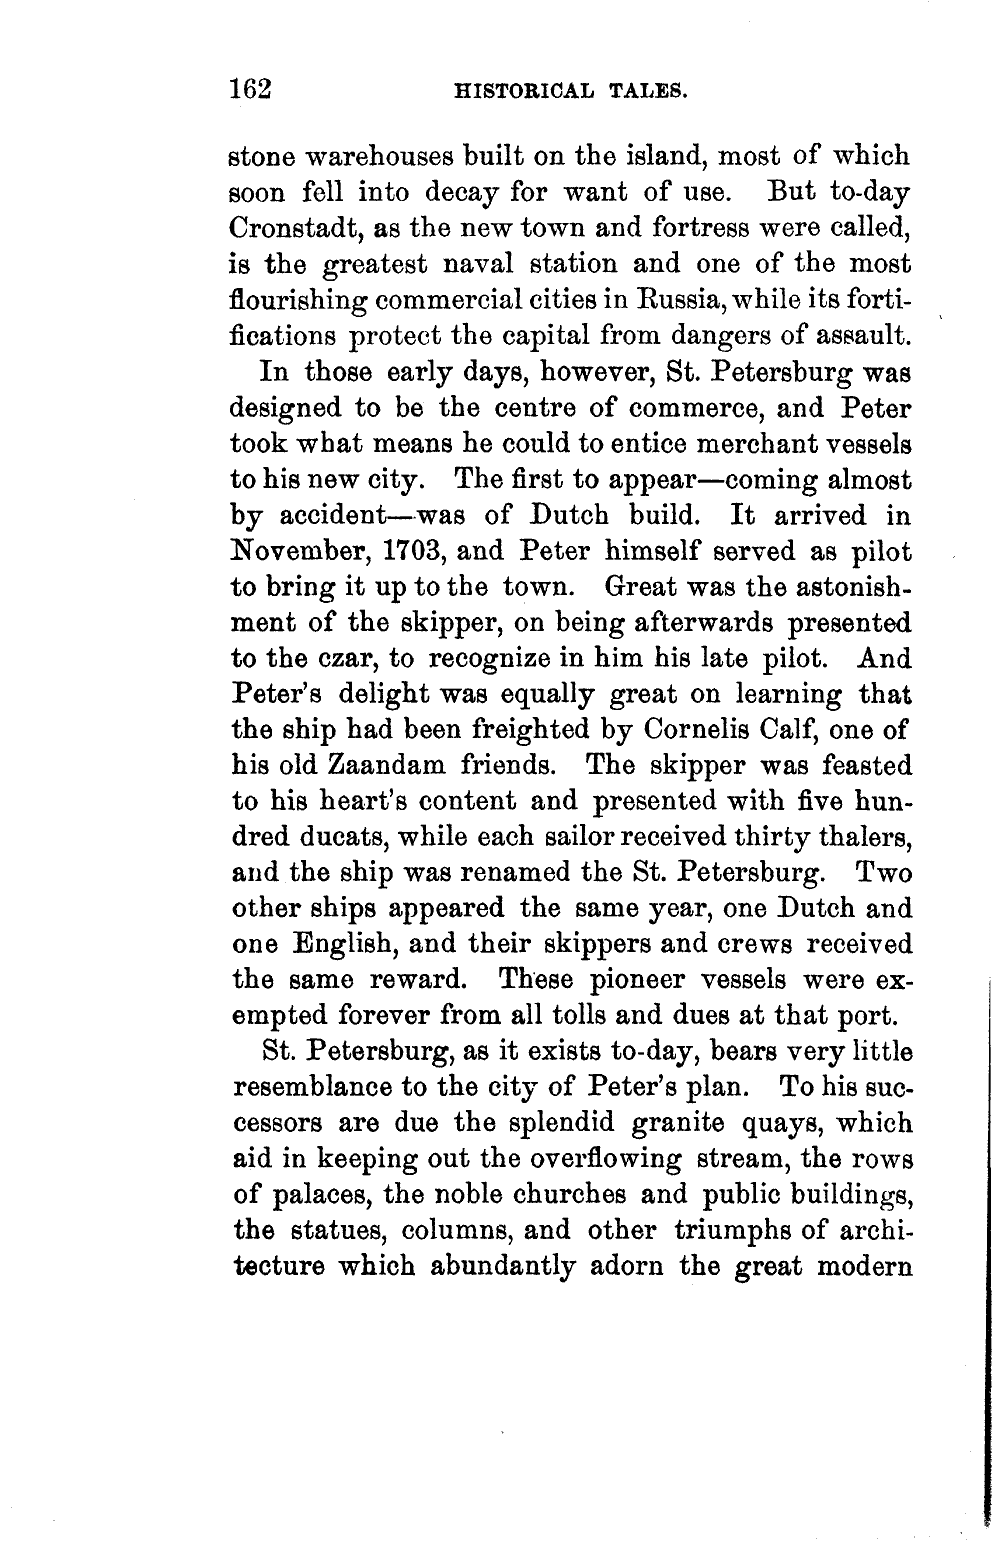 162 HISTORICAL TALES.
stone warehouses built on the island, most of which
soon fell into decay for want of use. But to-day
Cronstadt, as the new town and fortress were called,
is the greatest naval station and one of the most
flourishing commercial cities in Russia, while its forti-
fications protect the capital from dangers of assault.
In those early days, however, St. Petersburg was
designed to be the centre of commerce, and Peter
took what means he could to entice merchant vessels
to his new city. The first to appear—coming almost
by accident—was of Dutch build. It arrived in
November, 1703, and Peter himself served as pilot
to bring it up to the town. Great was the astonish-
ment of the skipper, on being afterwards presented
to the czar, to recognize in him his late pilot. And
Peter's delight was equally great on learning that
the ship had been freighted by Cornelis Calf, one of
his old Zaandam friends. The skipper was feasted
to his heart's content and presented with five hun-
dred ducats, while each sailor received thirty thalers,
and the ship was renamed the St. Petersburg. Two
other ships appeared the same year, one Dutch and
one English, and their skippers and crews received
the same reward. These pioneer vessels were ex-
empted forever from all tolls and dues at that port.
St. Petersburg, as it exists to-day, bears very little
resemblance to the city of Peter's plan. To his suc-
cessors are due the splendid granite quays, which
aid in keeping out the overflowing stream, the rows
of palaces, the noble churches and public buildings,
the statues, columns, and other triumphs of archi-
tecture which abundantly adorn the great modern